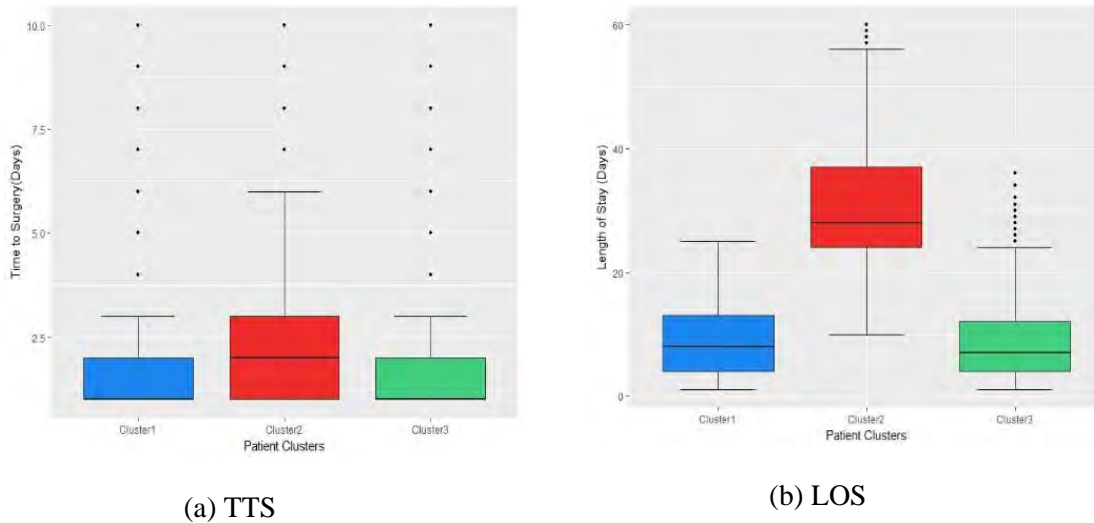 10.0
7.5
5.0
2.5
Time to Surgery(Days)
Cluster1 Cluster2 Cluster3
Patient Clusters
(a) TTS
60
40
20
0
Length of Stay (Days)
Cluster1 Cluster2 Cluster3
Patient Clusters
(b) LOS